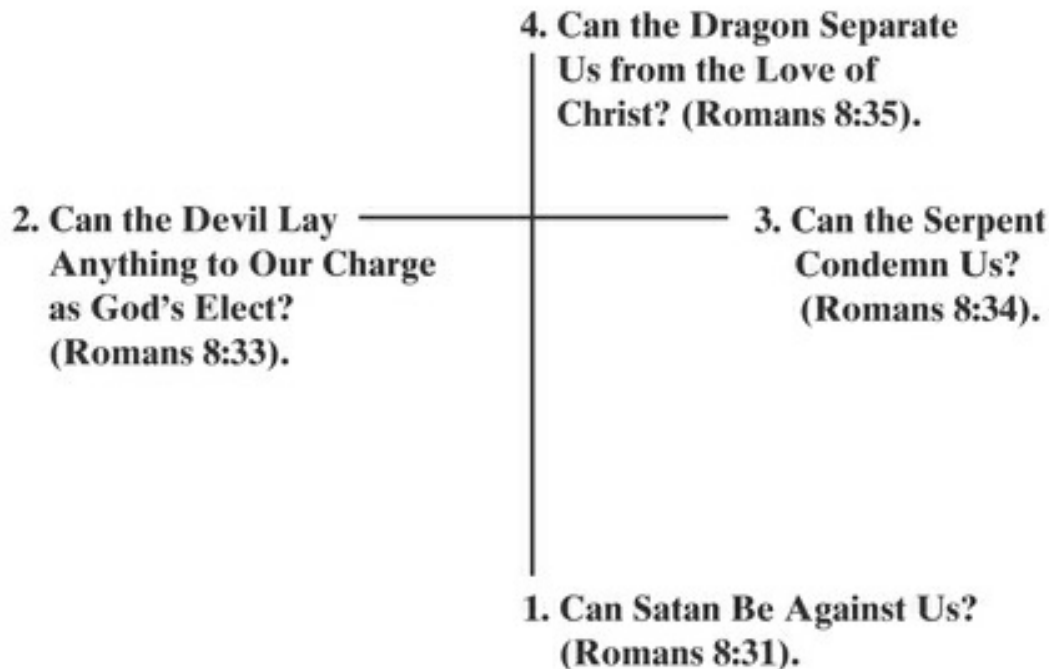 4. Can the Dragon Separate
Us from the Love of
Christ? (Romans 8:35).
2. Can the Devil Lay
Anything to Our Charge
as God’s Elect?
(Romans 8:33).
3. Can the Serpent
Condemn Us?
(Romans 8:34).
1. Can Satan Be Against Us?
(Romans 8:31).